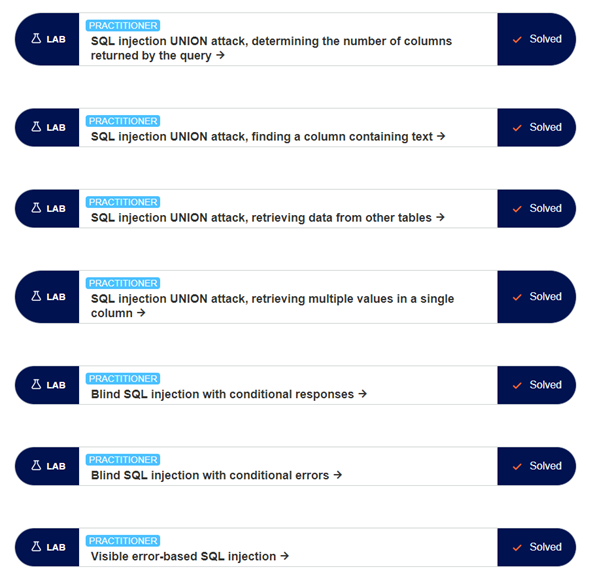 PRACTITIONER
LAB
SQL injection UNION attack, determining the number of columns
returned by the query →
Solved
PRACTITIONER
LAB
SQL injection UNION attack, finding a column containing text →
Solved
PRACTITIONER
LAB
SQL injection UNION attack, retrieving data from other tables →
Solved
PRACTITIONER
LAB
SQL injection UNION attack, retrieving multiple values in a single
column →
Solved
PRACTITIONER
LAB
Blind SQL injection with conditional responses →
Solved
PRACTITIONER
LAB
Blind SQL injection with conditional errors →
Solved
PRACTITIONER
LAB
Visible error-based SQL injection →
Solved